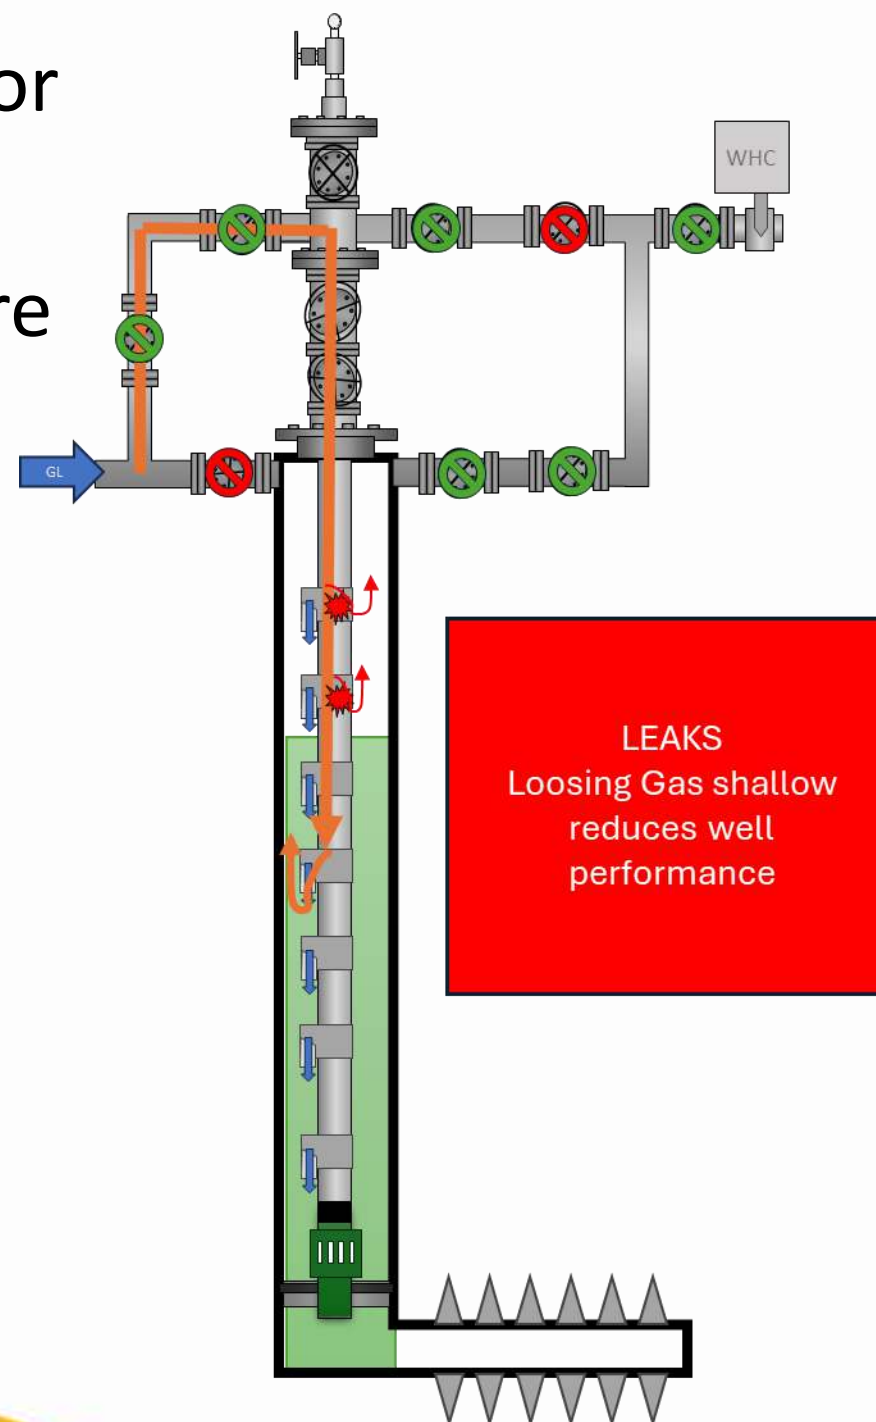 or
re
WHC
GL
LEAKS
Loosing Gas shallow
reduces well
performance